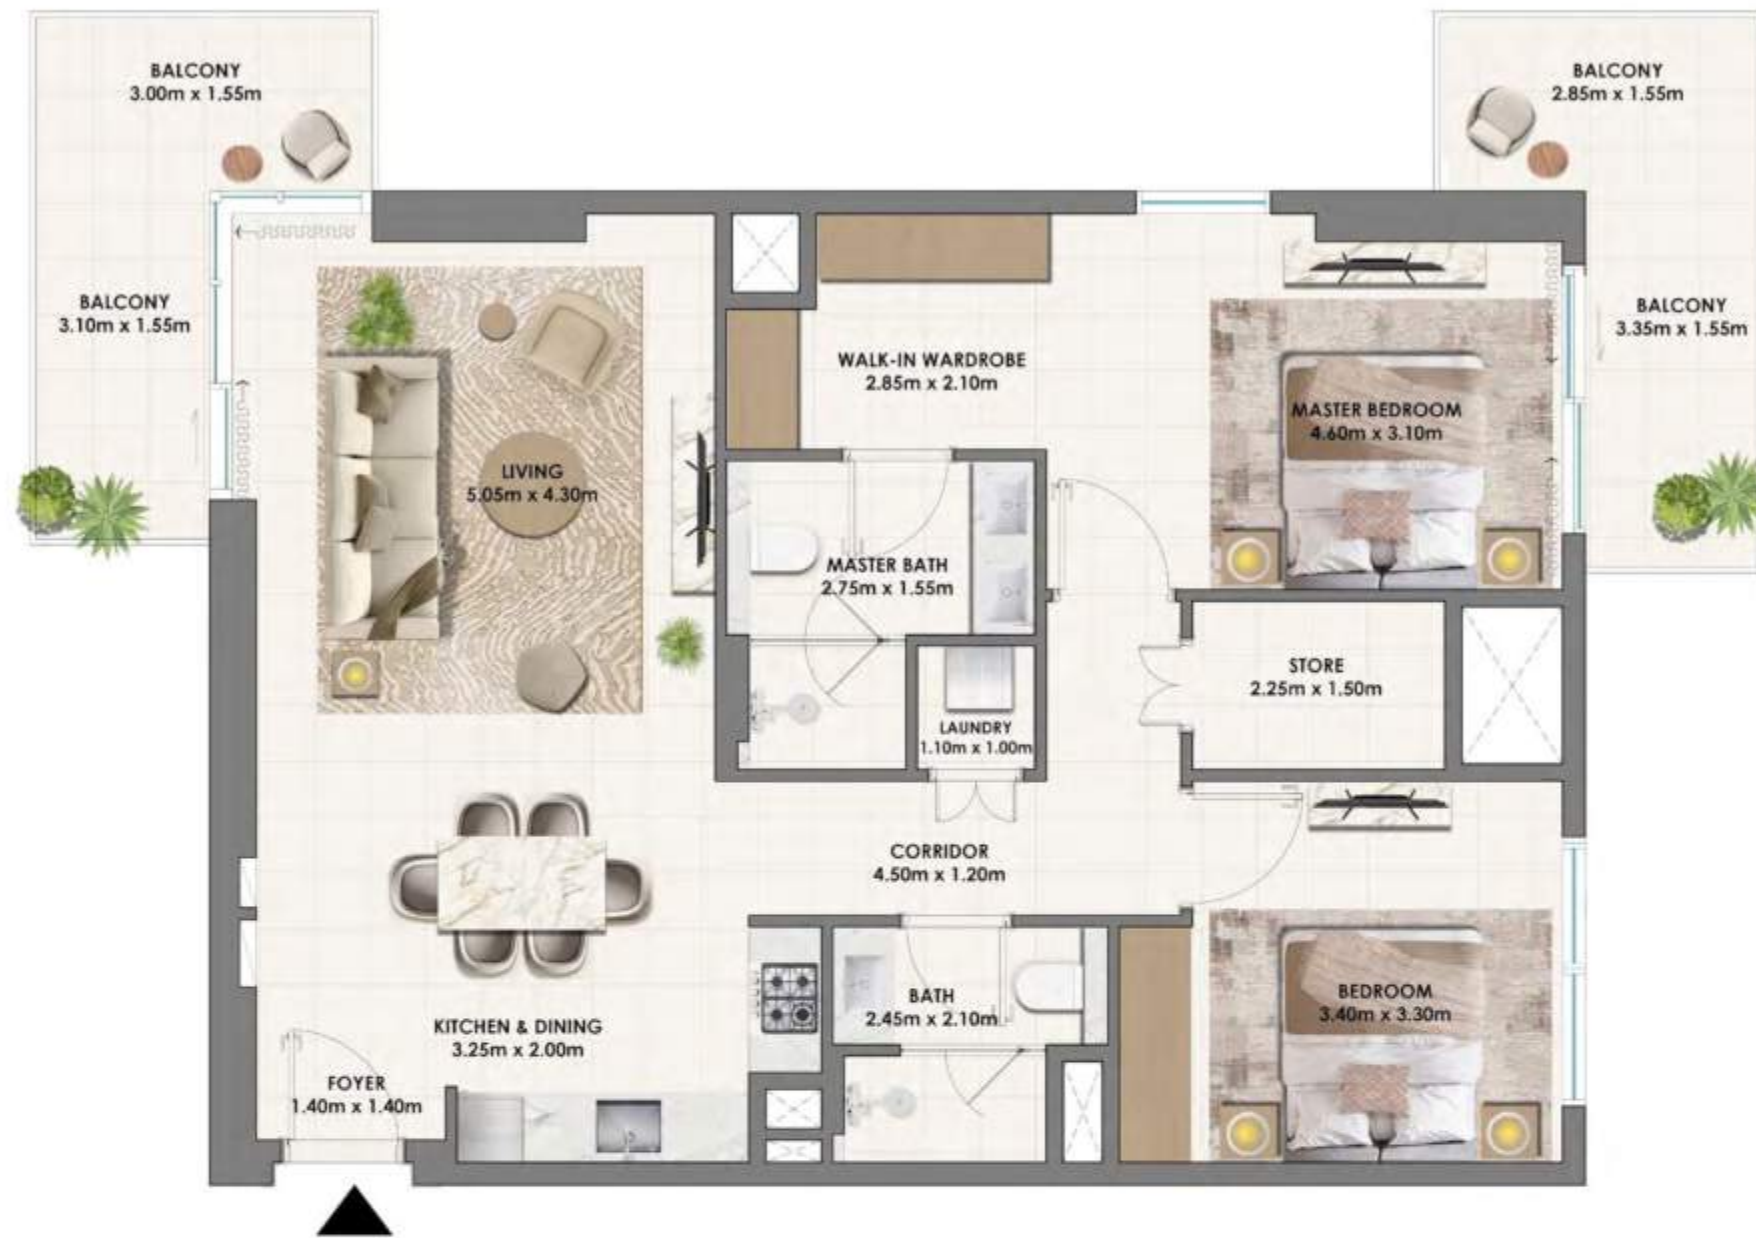 BALCONY
3.00m x 1.55m
BALCONY
2.85m x 1.55m
BALCONY
3.10m x 1.55m
BALCONY
3.35m x 1.55m
WALK-IN WARDROBE
2.85m x 2.10m
MASTER BEDROOM
4.60m x 3.10m
LIVING
5.05m x 4.30m
MASTER BATH
2.75m x 1.55m
STORE
2.25m x 1.50m
LAUNDRY
1.10m x 1.00m
CORRIDOR
4.50m x 1.20m
BATH
2.45m x 2.10m
BEDROOM
3.40m x 3.30m
KITCHEN & DINING
3.25m x 2.00m
FOYER
1.40m x 1.40m